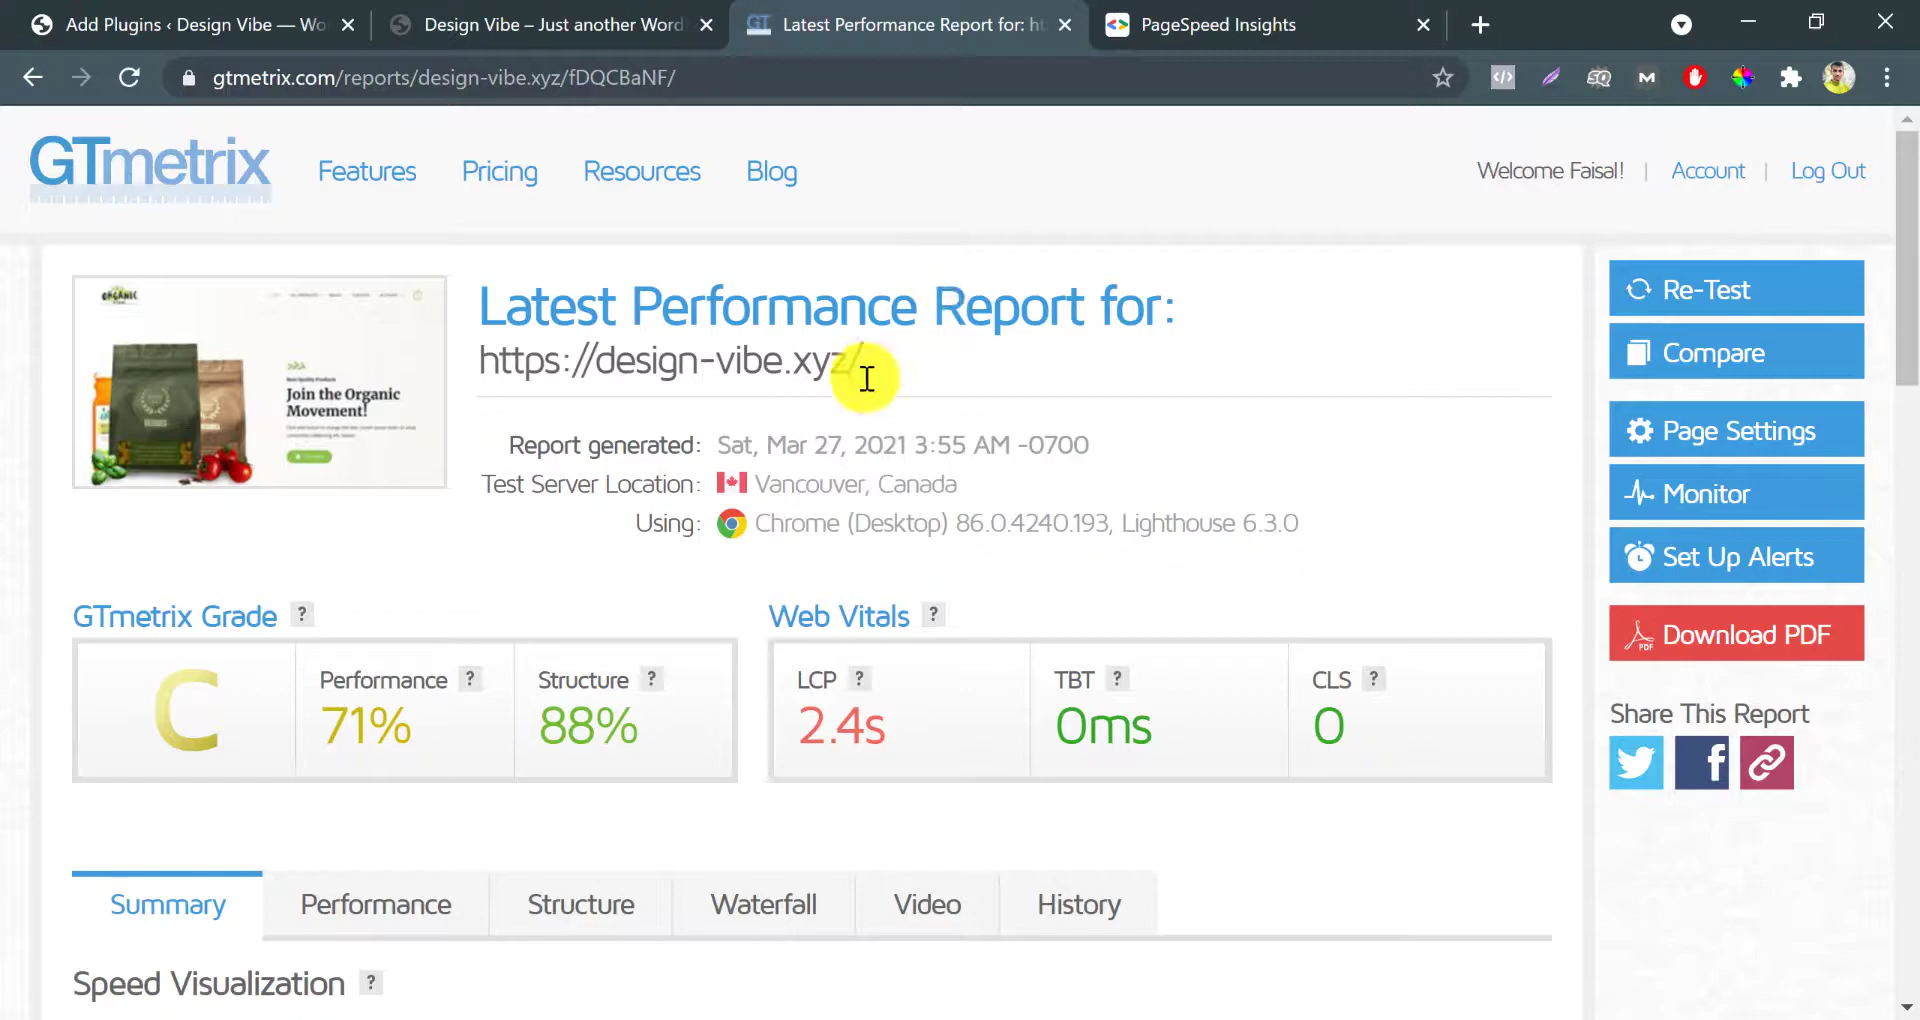 Add Plugins ‹ Design Vibe — Wo
Design Vibe – Just another Word
Latest Performance Report for: ht
PageSpeed Insights
gtmetrix.com/reports/design-vibe.xyz/fDQCBaNF/
GTmetrix
Features
Pricing
Resources
Blog
Welcome Faisal!
Account
Log Out
ORGANIC
Join the Organic
Movement!
Latest Performance Report for:
https://design-vibe.xyz/
Report generated: Sat, Mar 27, 2021 3:55 AM -0700
Test Server Location: Vancouver, Canada
Using: Chrome (Desktop) 86.0.4240.193, Lighthouse 6.3.0
Re-Test
Compare
Page Settings
Monitor
Set Up Alerts
PDF Download PDF
Share This Report
GTmetrix Grade ?
C
Performance ?
71%
Structure ?
88%
Web Vitals ?
LCP ?
2.4s
TBT ?
0ms
CLS ?
0
Summary
Performance
Structure
Waterfall
Video
History
Speed Visualization ?